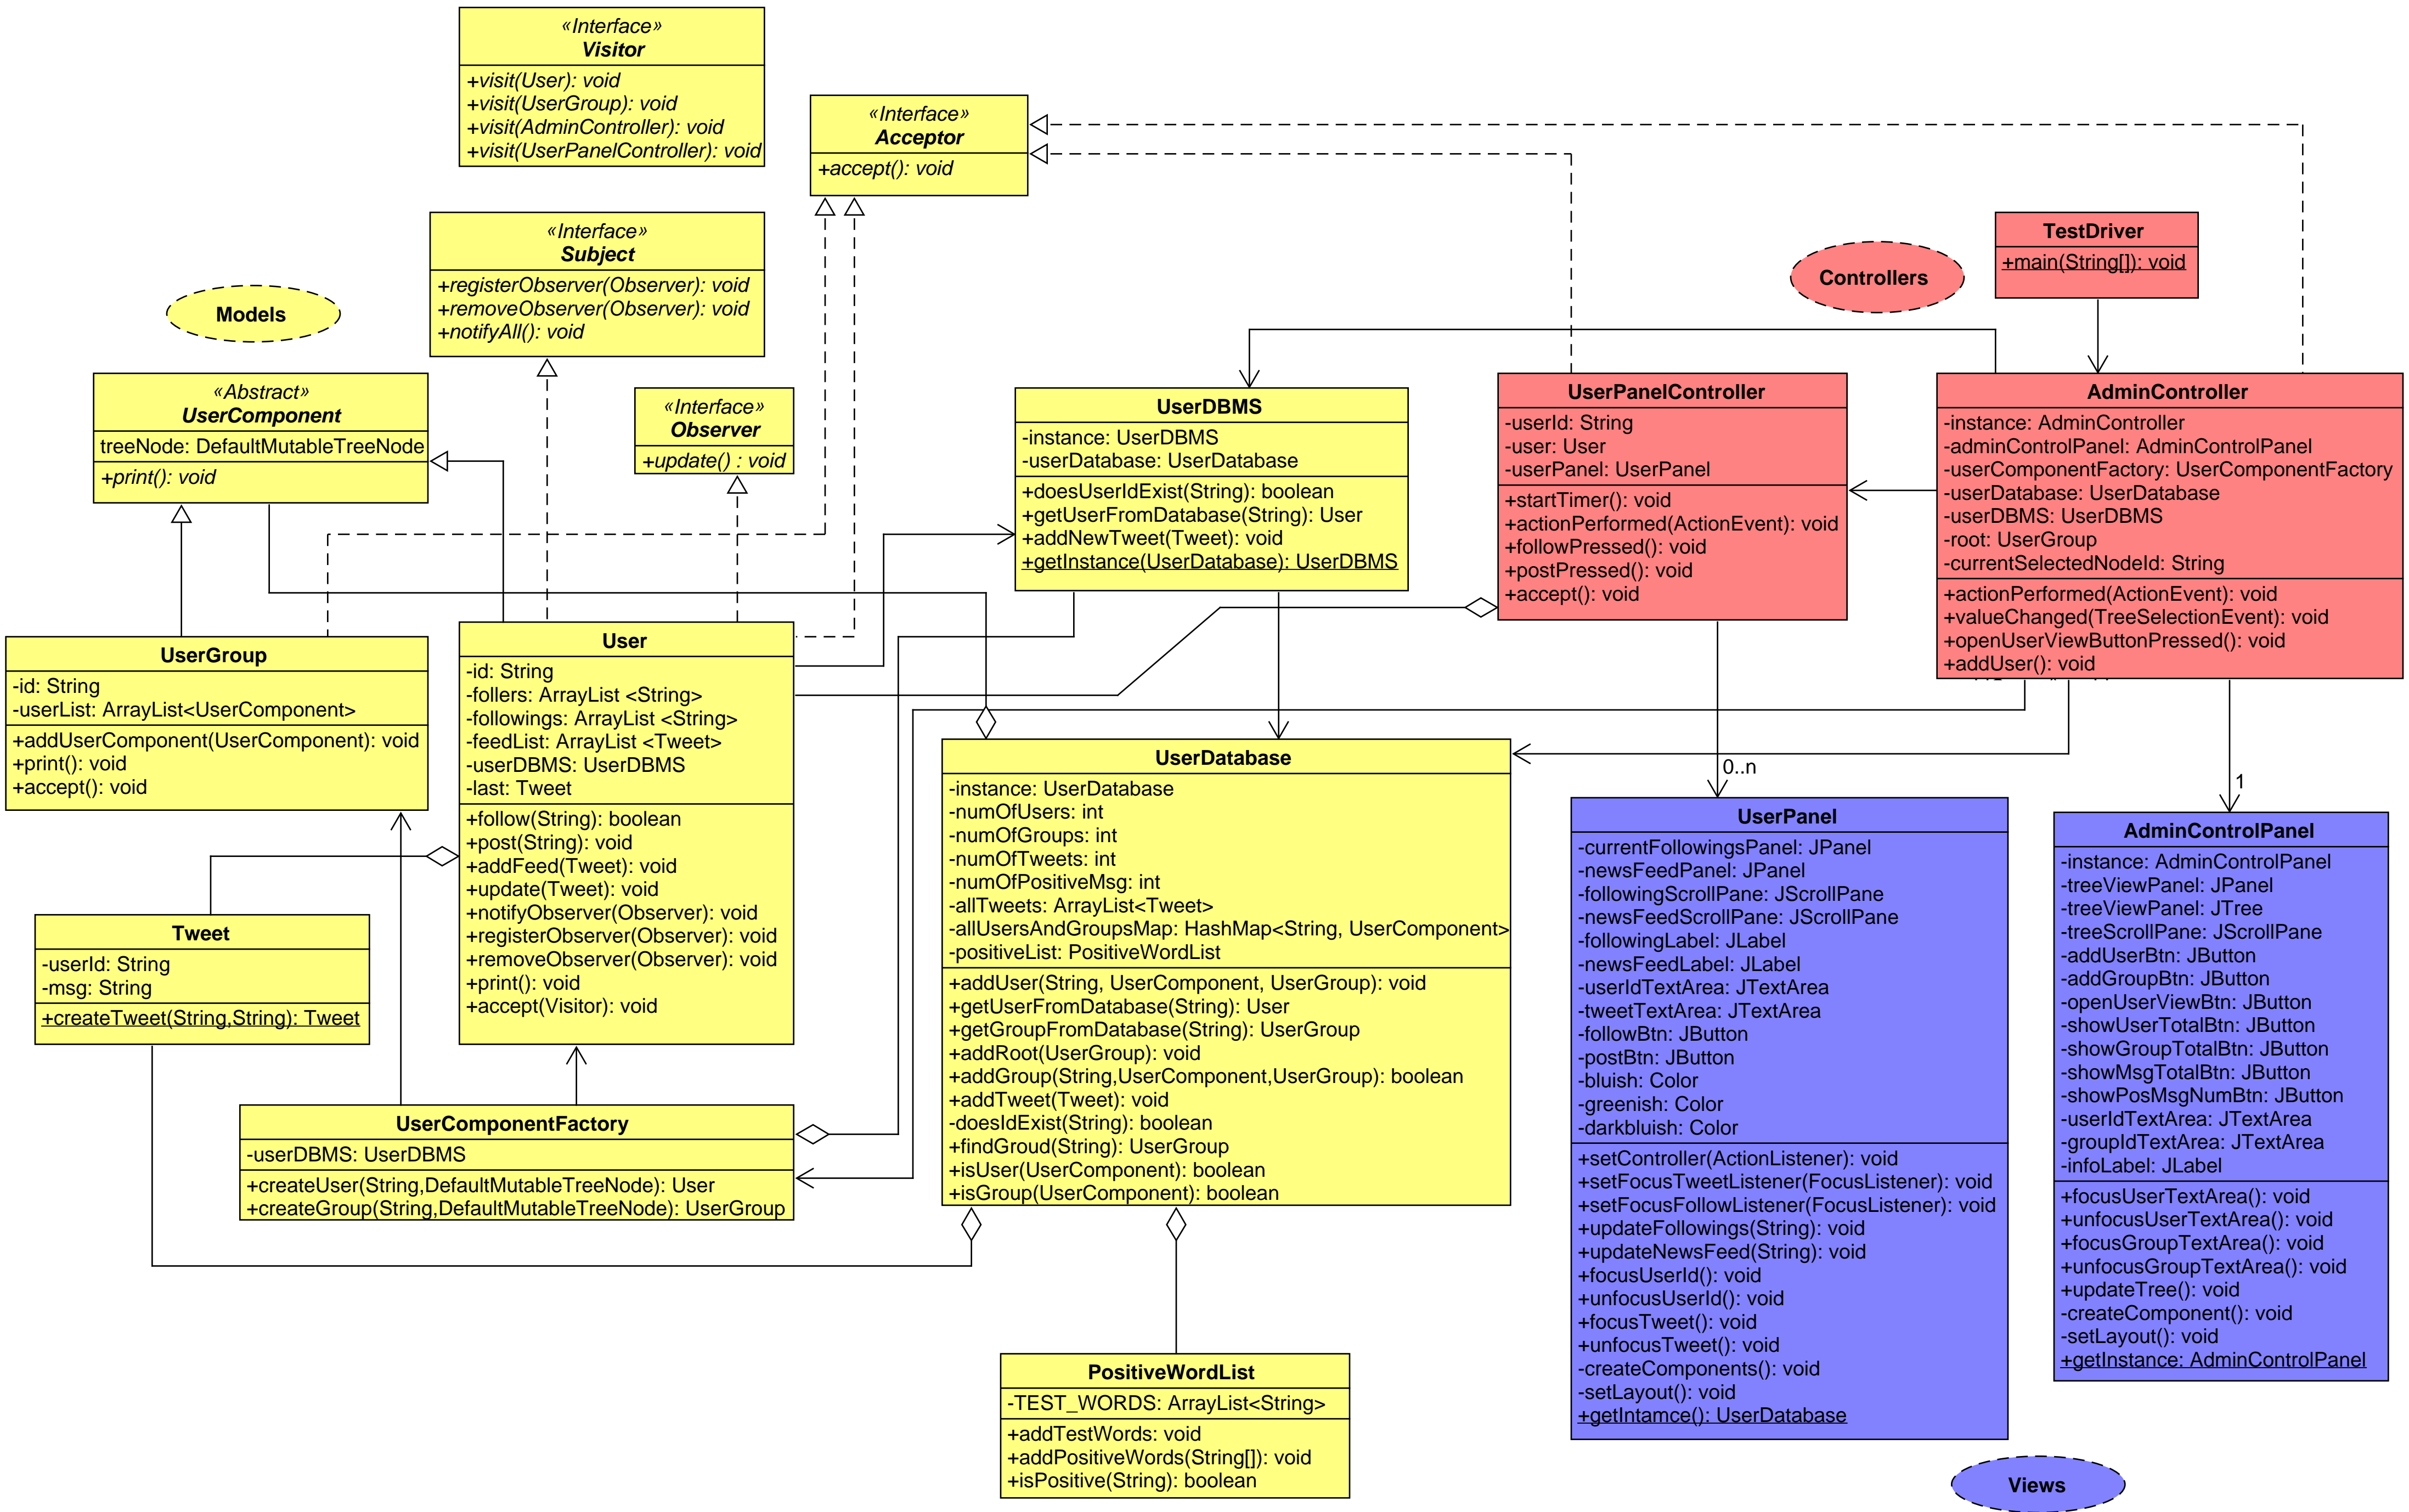 «Interface»
Visitor
+visit(User): void
+visit(UserGroup): void
+visit(AdminController): void
+visit(UserPanelController): void
«Interface»
Acceptor
+accept(): void
«Interface»
Subject
+registerObserver(Observer): void
+removeObserver(Observer): void
+notifyAll(): void
Models
Controllers
TestDriver
+main(String[]): void
«Abstract»
UserComponent
treeNode: DefaultMutableTreeNode
+print(): void
«Interface»
Observer
+update() : void
UserDBMS
-instance: UserDBMS
-userDatabase: UserDatabase
+doesUserIdExist(String): boolean
+getUserFromDatabase(String): User
+addNewTweet(Tweet): void
+getInstance(UserDatabase): UserDBMS
UserPanelController
-userId: String
-user: User
-userPanel: UserPanel
+startTimer(): void
+actionPerformed(ActionEvent): void
+followPressed(): void
+postPressed(): void
+accept(): void
AdminController
-instance: AdminController
-adminControlPanel: AdminControlPanel
-userComponentFactory: UserComponentFactory
-userDatabase: UserDatabase
-userDBMS: UserDBMS
-root: UserGroup
-currentSelectedNodeId: String
+actionPerformed(ActionEvent): void
+valueChanged(TreeSelectionEvent): void
+openUserViewButtonPressed(): void
+addUser(): void
UserGroup
-id: String
-userList: ArrayList<UserComponent>
+addUserComponent(UserComponent): void
+print(): void
+accept(): void
User
-id: String
-follers: ArrayList <String>
-followings: ArrayList <String>
-feedList: ArrayList <Tweet>
-userDBMS: UserDBMS
-last: Tweet
+follow(String): boolean
+post(String): void
+addFeed(Tweet): void
+update(Tweet): void
+notifyObserver(Observer): void
+registerObserver(Observer): void
+removeObserver(Observer): void
+print(): void
+accept(Visitor): void
UserDatabase
-instance: UserDatabase
-numOfUsers: int
-numOfGroups: int
-numOfTweets: int
-numOfPositiveMsg: int
-allTweets: ArrayList<Tweet>
-allUsersAndGroupsMap: HashMap<String, UserComponent>
-positiveList: PositiveWordList
+addUser(String, UserComponent, UserGroup): void
+getUserFromDatabase(String): User
+getGroupFromDatabase(String): UserGroup
+addRoot(UserGroup): void
+addGroup(String,UserComponent,UserGroup): boolean
+addTweet(Tweet): void
-doesIdExist(String): boolean
+findGroud(String): UserGroup
+isUser(UserComponent): boolean
+isGroup(UserComponent): boolean
0..n
1
UserPanel
-currentFollowingsPanel: JPanel
-newsFeedPanel: JPanel
-followingScrollPane: JScrollPane
-newsFeedScrollPane: JScrollPane
-followingLabel: JLabel
-newsFeedLabel: JLabel
-userIdTextArea: JTextArea
-tweetTextArea: JTextArea
-followBtn: JButton
-postBtn: JButton
-bluish: Color
-greenish: Color
-darkbluish: Color
+setController(ActionListener): void
+setFocusTweetListener(FocusListener): void
+setFocusFollowListener(FocusListener): void
+updateFollowings(String): void
+updateNewsFeed(String): void
+focusUserId(): void
+unfocusUserId(): void
+focusTweet(): void
+unfocusTweet(): void
-createComponents(): void
-setLayout(): void
+getIntamce(): UserDatabase
AdminControlPanel
-instance: AdminControlPanel
-treeViewPanel: JPanel
-treeViewPanel: JTree
-treeScrollPane: JScrollPane
-addUserBtn: JButton
-addGroupBtn: JButton
-openUserViewBtn: JButton
-showUserTotalBtn: JButton
-showGroupTotalBtn: JButton
-showMsgTotalBtn: JButton
-showPosMsgNumBtn: JButton
-userIdTextArea: JTextArea
-groupIdTextArea: JTextArea
-infoLabel: JLabel
+focusUserTextArea(): void
+unfocusUserTextArea(): void
+focusGroupTextArea(): void
+unfocusGroupTextArea(): void
+updateTree(): void
-createComponent(): void
-setLayout(): void
+getInstance: AdminControlPanel
Tweet
-userId: String
-msg: String
+createTweet(String,String): Tweet
UserComponentFactory
-userDBMS: UserDBMS
+createUser(String,DefaultMutableTreeNode): User
+createGroup(String,DefaultMutableTreeNode): UserGroup
PositiveWordList
-TEST_WORDS: ArrayList<String>
+addTestWords: void
+addPositiveWords(String[]): void
+isPositive(String): boolean
Views